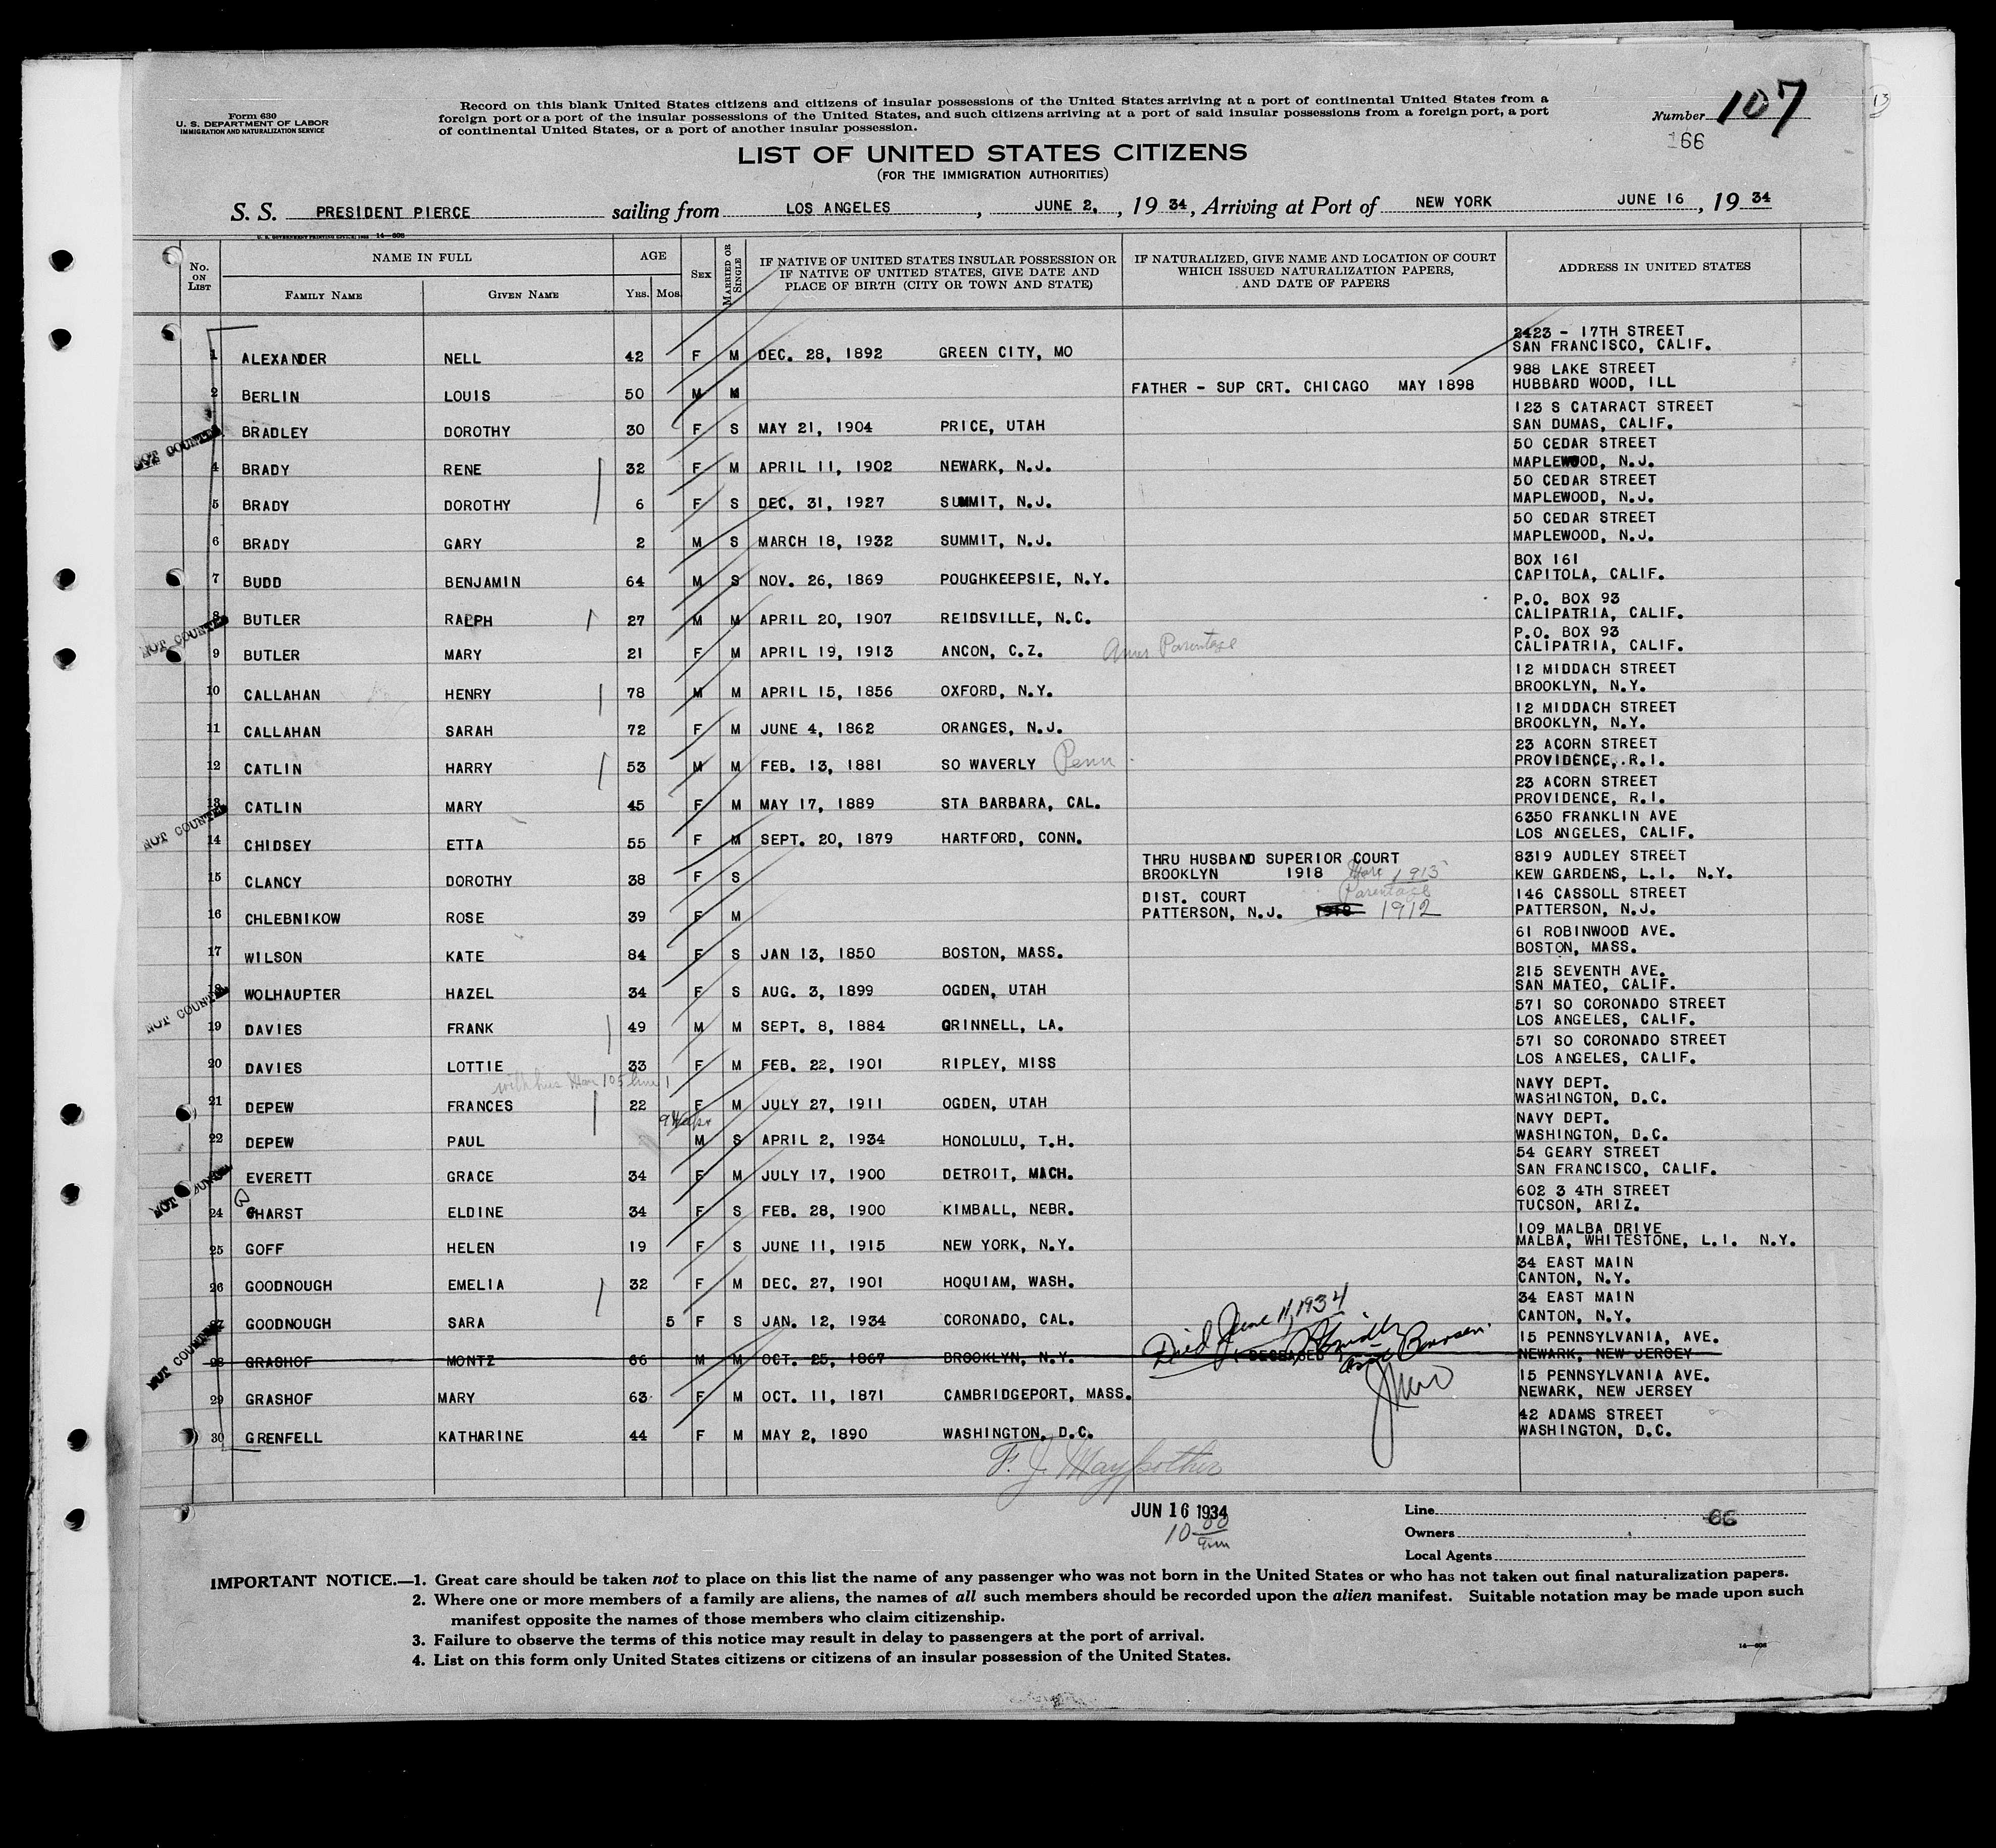 Form 630
U. S. DEPARTMENT OF LABOR
IMMIGRATION AND NATURALIZATION SERVICE
Record on this blank United States citizens and citizens of insular possessions of the United States arriving at a port of continental United States from a
foreign port or a port of the insular possessions of the United States, and such citizens arriving at a port of said insular possessions from a foreign port, a port
of continental United States, or a port of another insular possession.
Number 107
166
13
LIST OF UNITED STATES CITIZENS
(FOR THE IMMIGRATION AUTHORITIES)
S. S. PRESIDENT PIERCE sailing from LOS ANGELES, JUNE 2, 1934, Arriving at Port of NEW YORK JUNE 16, 1934
U. S. GOVERNMENT PRINTING OFFICE: 14—608
No. ON LIST NAME IN FULL FAMILY NAME GIVEN NAME AGE YRS. MOS. SEX MARRIED OR SINGLE IF NATIVE OF UNITED STATES INSULAR POSSESSION OR IF NATIVE OF UNITED STATES, GIVE DATE AND PLACE OF BIRTH (CITY OR TOWN AND STATE) IF NATURALIZED, GIVE NAME AND LOCATION OF COURT WHICH ISSUED NATURALIZATION PAPERS, AND DATE OF PAPERS ADDRESS IN UNITED STATES
2423 - 17TH STREET
1 ALEXANDER NELL 42 F M DEC. 28, 1892 GREEN CITY, MO SAN FRANCISCO, CALIF.
988 LAKE STREET
2 BERLIN LOUIS 50 M M FATHER - SUP CRT. CHICAGO MAY 1898 HUBBARD WOOD, ILL
123 S CATARACT STREET
NOT COUNTED BRADLEY DOROTHY 30 F S MAY 21, 1904 PRICE, UTAH SAN DUMAS, CALIF.
50 CEDAR STREET
4 BRADY RENE 32 F M APRIL 11, 1902 NEWARK, N.J. MAPLEWOOD, N.J.
50 CEDAR STREET
5 BRADY DOROTHY 6 F S DEC. 31, 1927 SUMMIT, N.J. MAPLEWOOD, N.J.
50 CEDAR STREET
6 BRADY GARY 2 M S MARCH 18, 1932 SUMMIT, N.J. MAPLEWOOD, N.J.
BOX 161
7 BUDD BENJAMIN 64 M S NOV. 26, 1869 POUGHKEEPSIE, N.Y. CAPITOLA, CALIF.
P.O. BOX 93
NOT COUNTED 8 BUTLER RALPH 27 M M APRIL 20, 1907 REIDSVILLE, N.C. CALIPATRIA, CALIF.
P.O. BOX 93
9 BUTLER MARY 21 F M APRIL 19, 1913 ANCON, C.Z. Amer Parentage CALIPATRIA, CALIF.
12 MIDDACH STREET
10 CALLAHAN HENRY 78 M M APRIL 15, 1856 OXFORD, N.Y. BROOKLYN, N.Y.
12 MIDDACH STREET
11 CALLAHAN SARAH 72 F M JUNE 4, 1862 ORANGES, N.J. BROOKLYN, N.Y.
23 ACORN STREET
12 CATLIN HARRY 53 M M FEB. 13, 1881 SO WAVERLY Penn PROVIDENCE, R.I.
23 ACORN STREET
NOT COUNTED 13 CATLIN MARY 45 F M MAY 17, 1889 STA BARBARA, CAL. PROVIDENCE, R.I.
6350 FRANKLIN AVE
14 CHIDSEY ETTA 55 F M SEPT. 20, 1879 HARTFORD, CONN. LOS ANGELES, CALIF.
THRU HUSBAND SUPERIOR COURT 8319 AUDLEY STREET
15 CLANCY DOROTHY 38 F S BROOKLYN 1918 1915 KEW GARDENS, L.I. N.Y.
DIST. COURT Parentage 146 CASSOLL STREET
16 CHLEBNIKOW ROSE 39 F M PATTERSON, N.J. 1918 1912 PATTERSON, N.J.
61 ROBINWOOD AVE.
17 WILSON KATE 84 F S JAN 13, 1850 BOSTON, MASS. BOSTON, MASS.
215 SEVENTH AVE.
NOT COUNTED 18 WOLHAUPTER HAZEL 34 F S AUG. 3, 1899 OGDEN, UTAH SAN MATEO, CALIF.
571 SO CORONADO STREET
19 DAVIES FRANK 49 M M SEPT. 8, 1884 GRINNELL, LA. LOS ANGELES, CALIF.
571 SO CORONADO STREET
20 DAVIES LOTTIE 33 F M FEB. 22, 1901 RIPLEY, MISS LOS ANGELES, CALIF.
105 line 1 NAVY DEPT.
21 DEPEW FRANCES 22 F M JULY 27, 1911 OGDEN, UTAH WASHINGTON, D.C.
NAVY DEPT.
22 DEPEW PAUL 9 Wks M S APRIL 2, 1934 HONOLULU, T.H. WASHINGTON, D.C.
54 GEARY STREET
NOT COUNTED EVERETT GRACE 34 F M JULY 17, 1900 DETROIT, MACH. SAN FRANCISCO, CALIF.
602 3 4TH STREET
24 GHARST ELDINE 34 F S FEB. 28, 1900 KIMBALL, NEBR. TUCSON, ARIZ.
109 MALBA DRIVE
25 GOFF HELEN 19 F S JUNE 11, 1915 NEW YORK, N.Y. MALBA, WHITESTONE, L.I. N.Y.
34 EAST MAIN
26 GOODNOUGH EMELIA 32 F M DEC. 27, 1901 HOQUIAM, WASH. CANTON, N.Y.
34 EAST MAIN
27 GOODNOUGH SARA 5 F S JAN. 12, 1934 CORONADO, CAL. CANTON, N.Y.
Died June 11, 1934 15 PENNSYLVANIA, AVE.
NOT COUNTED 28 GRASHOF MONTZ 66 M M OCT. 25, 1867 BROOKLYN, N.Y. DECEASED NEWARK, NEW JERSEY
15 PENNSYLVANIA AVE.
29 GRASHOF MARY 63 F M OCT. 11, 1871 CAMBRIDGEPORT, MASS. NEWARK, NEW JERSEY
42 ADAMS STREET
30 GRENFELL KATHARINE 44 F M MAY 2, 1890 WASHINGTON, D.C. WASHINGTON, D.C.
JUN 16 1934
10 00 am
Line 66
Owners
Local Agents
IMPORTANT NOTICE.—1. Great care should be taken not to place on this list the name of any passenger who was not born in the United States or who has not taken out final naturalization papers.
2. Where one or more members of a family are aliens, the names of all such members should be recorded upon the alien manifest. Suitable notation may be made upon such
manifest opposite the names of those members who claim citizenship.
3. Failure to observe the terms of this notice may result in delay to passengers at the port of arrival.
4. List on this form only United States citizens or citizens of an insular possession of the United States.
14—608